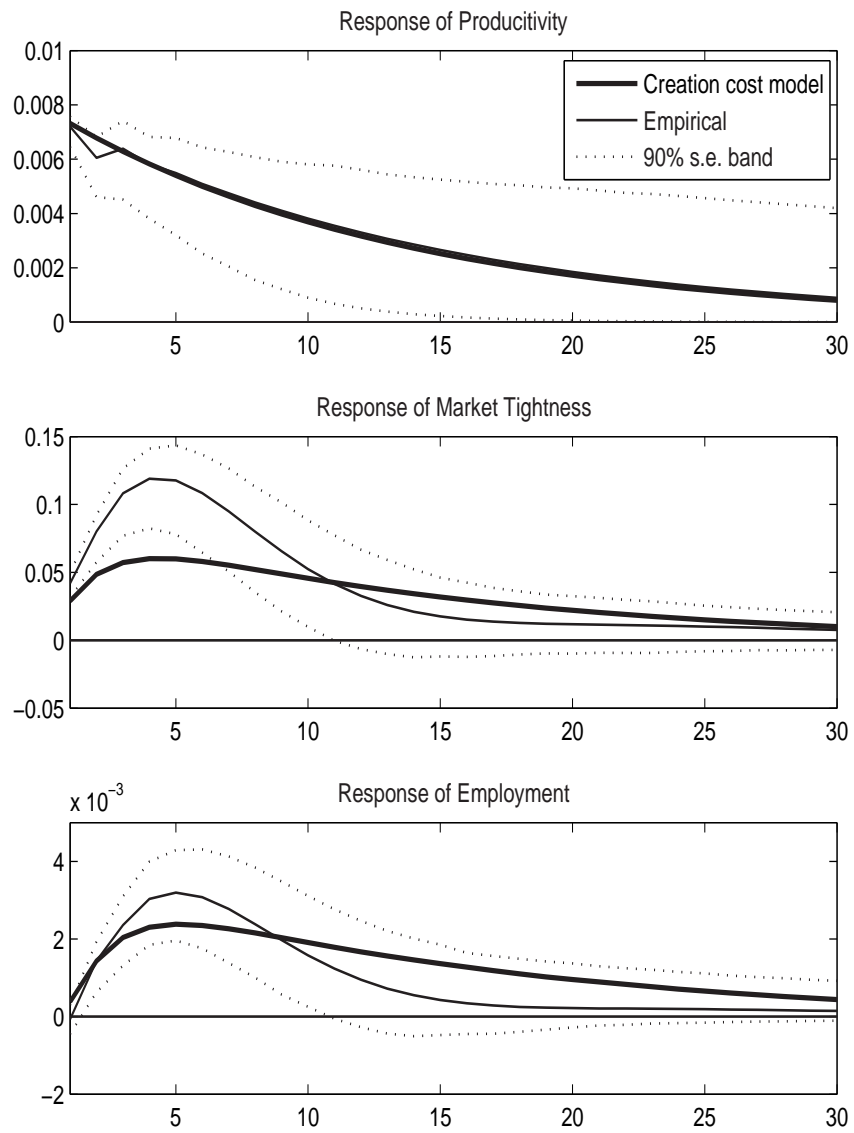 Response of Producitivity
0.01
0.008
0.006
0.004
0.002
0
5 10 15 20 25 30
Creation cost model
Empirical
90% s.e. band
Response of Market Tightness
0.15
0.1
0.05
0
−0.05
5 10 15 20 25 30
Response of Employment
x 10−3
4
2
0
−2
5 10 15 20 25 30